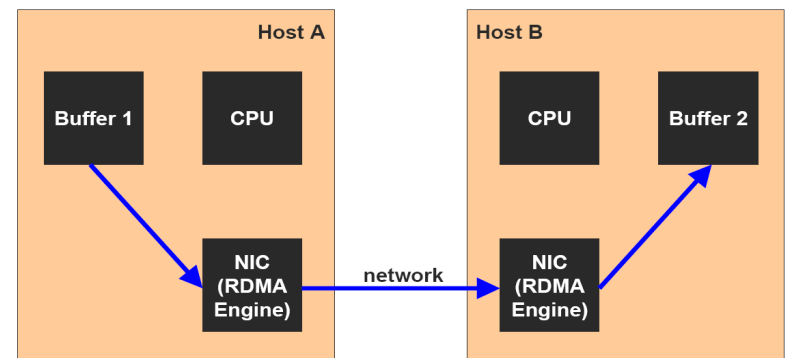 Host A
Host B
Buffer 1
CPU
CPU
Buffer 2
NIC
(RDMA
Engine)
network
NIC
(RDMA
Engine)